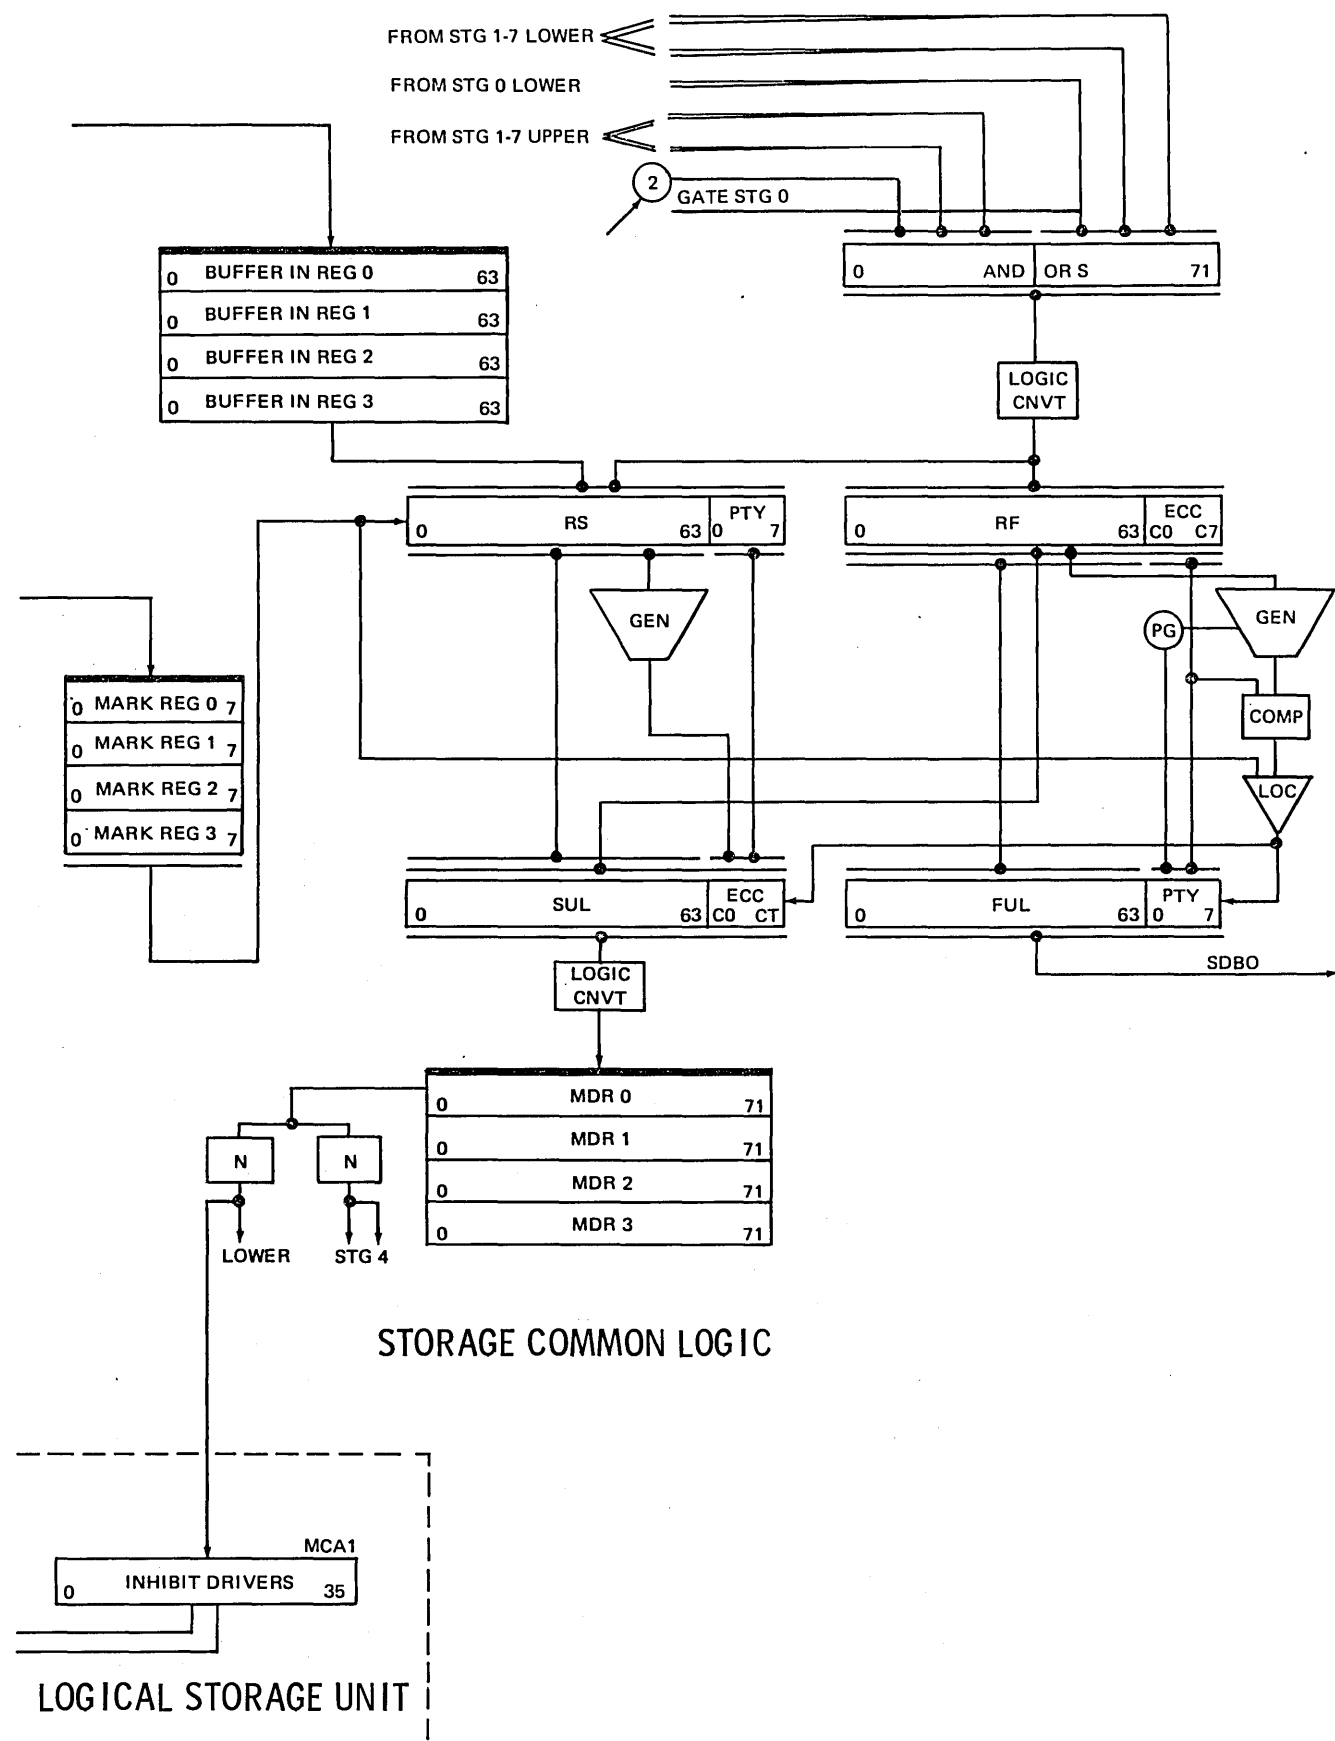 FROM STG 1-7 LOWER
FROM STG 0 LOWER
FROM STG 1-7 UPPER
2
GATE STG 0
0 BUFFER IN REG 0 63
0 BUFFER IN REG 1 63
0 BUFFER IN REG 2 63
0 BUFFER IN REG 3 63
0 AND OR S 71
LOGIC
CNVT
0 RS 63
PTY
0 7
0 RF 63
ECC
C0 C7
GEN
PG
GEN
COMP
LOC
0 MARK REG 0 7
0 MARK REG 1 7
0 MARK REG 2 7
0 MARK REG 3 7
0 SUL 63
ECC
C0 CT
0 FUL 63
PTY
0 7
SDBO
LOGIC
CNVT
0 MDR 0 71
0 MDR 1 71
0 MDR 2 71
0 MDR 3 71
N
N
LOWER
STG 4
STORAGE COMMON LOGIC
MCA1
0 INHIBIT DRIVERS 35
LOGICAL STORAGE UNIT